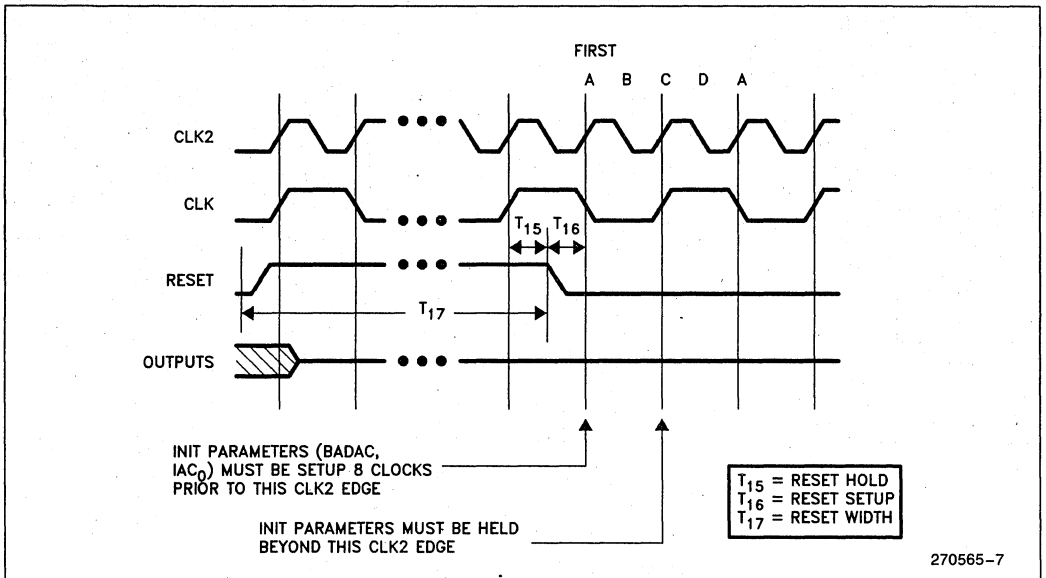 FIRST
A B C D A
CLK2
CLK
T15 T16
RESET
T17
OUTPUTS
INIT PARAMETERS (BADAC,
IAC0) MUST BE SETUP 8 CLOCKS
PRIOR TO THIS CLK2 EDGE
INIT PARAMETERS MUST BE HELD
BEYOND THIS CLK2 EDGE
T15 = RESET HOLD
T16 = RESET SETUP
T17 = RESET WIDTH
270565-7